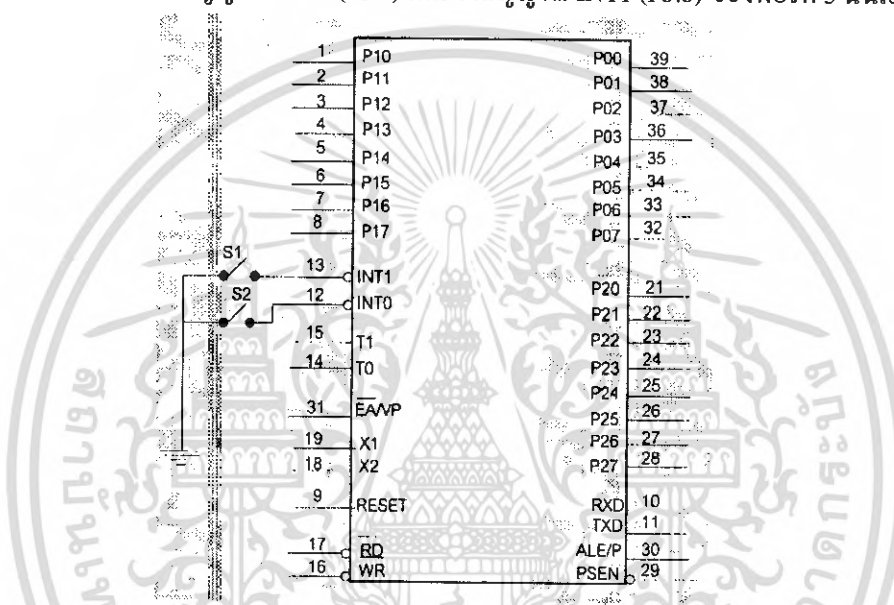 INT1 (P3.3)
1 P10 P00 39
2 P11 P01 38
3 P12 P02 37
4 P13 P03 36
5 P14 P04 35
6 P15 P05 34
7 P16 P06 33
8 P17 P07 32
S1 13 INT1
P20 21
S2 12 INT0
P21 22
15 T1 P22 23
14 T0 P23 24
P24 25
31 EA/VP P25 26
19 X1 P26 27
18 X2 P27 28
9 RESET RXD 10
TXD 11
17 RD ALE/P 30
16 WR PSEN 29